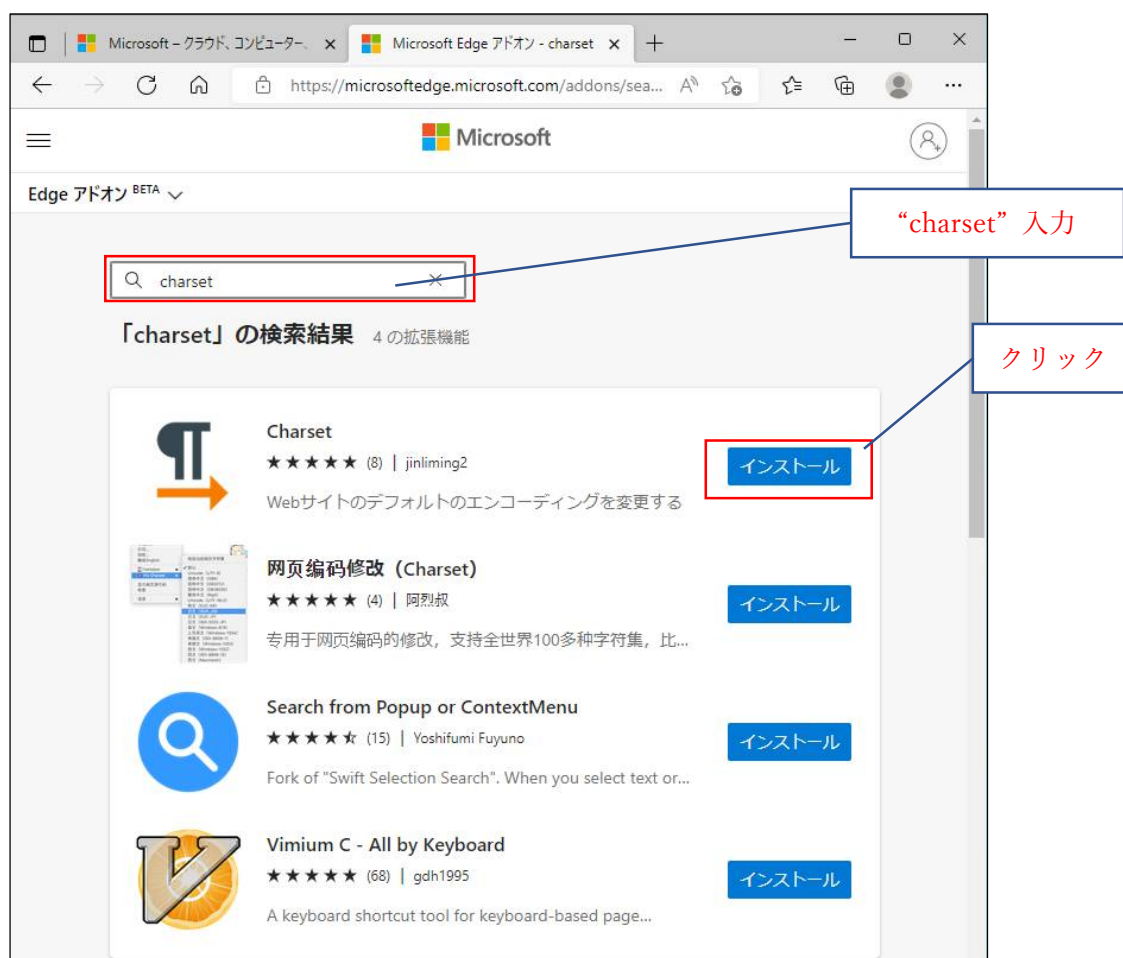 Microsoft – クラウド、コンピューター、
Microsoft Edge アドオン - charset
https://microsoftedge.microsoft.com/addons/sea...
Microsoft
Edge アドオン BETA
“charset” 入力
charset
「charset」の検索結果 4 の拡張機能
クリック
Charset
★★★★★ (8) | jinliming2
インストール
Webサイトのデフォルトのエンコーディングを変更する
网页编码修改（Charset）
★★★★★ (4) | 阿烈叔
インストール
专用于网页编码的修改，支持全世界100多种字符集，比...
Search from Popup or ContextMenu
★★★★⯪ (15) | Yoshifumi Fuyuno
インストール
Fork of "Swift Selection Search". When you select text or...
Vimium C - All by Keyboard
★★★★★ (68) | gdh1995
インストール
A keyboard shortcut tool for keyboard-based page...